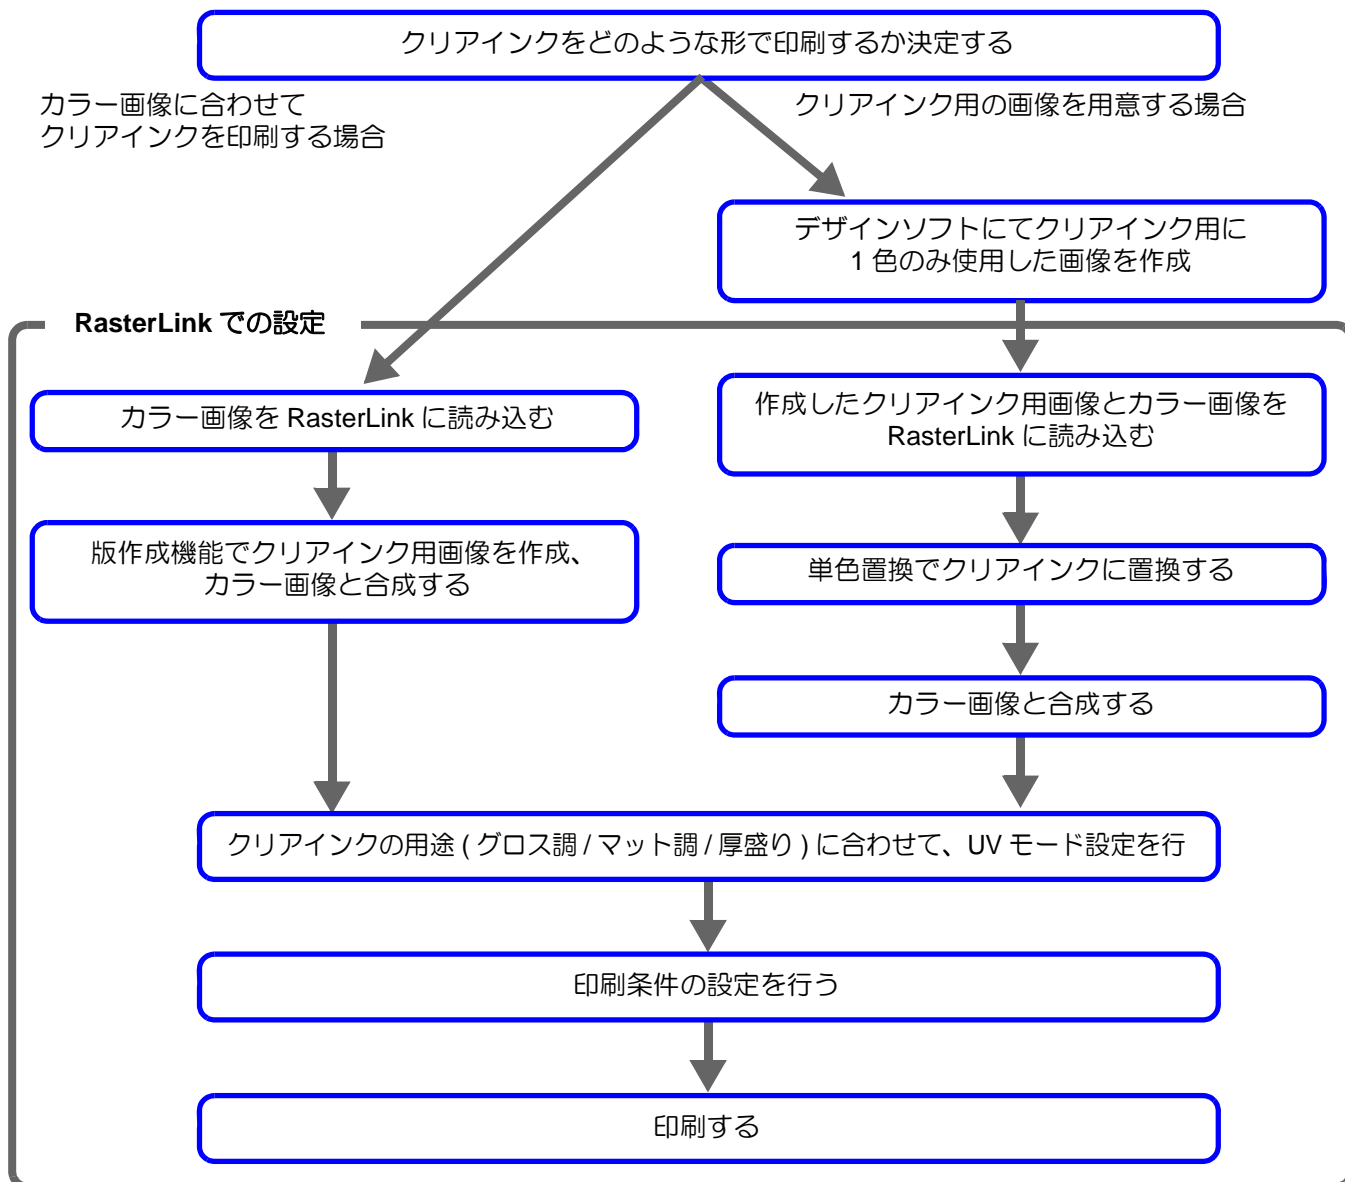 クリアインクをどのような形で印刷するか決定する
カラー画像に合わせて
クリアインクを印刷する場合
クリアインク用の画像を用意する場合
デザインソフトにてクリアインク用に
1 色のみ使用した画像を作成
RasterLink での設定
カラー画像を RasterLink に読み込む
作成したクリアインク用画像とカラー画像を
RasterLink に読み込む
版作成機能でクリアインク用画像を作成、
カラー画像と合成する
単色置換でクリアインクに置換する
カラー画像と合成する
クリアインクの用途 ( グロス調 / マット調 / 厚盛り ) に合わせて、UV モード設定を行
印刷条件の設定を行う
印刷する